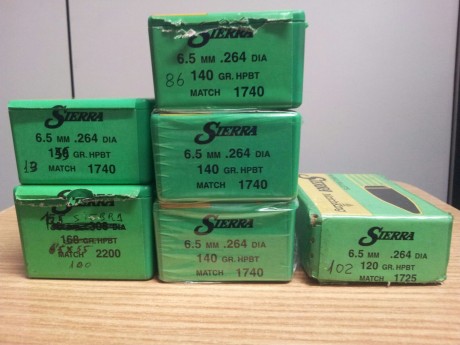 SIERRA
6.5 MM .264 DIA
86 140 GR. HPBT
MATCH 1740
SIERRA
6.5 MM .264 DIA
140 GR. HPBT
MATCH 1740
SIERRA
6.5 MM .264 DIA
140 GR. HPBT
MATCH 1740
SIERRA
6.5 MM .264 DIA
GR. HPBT
13 MATCH 1740
SIERRA
168 GR. HPBT
MATCH 2200
100
SIERRA
SIERRA
6.5 MM .264 DIA
102 120 GR. HPBT
MATCH 1725